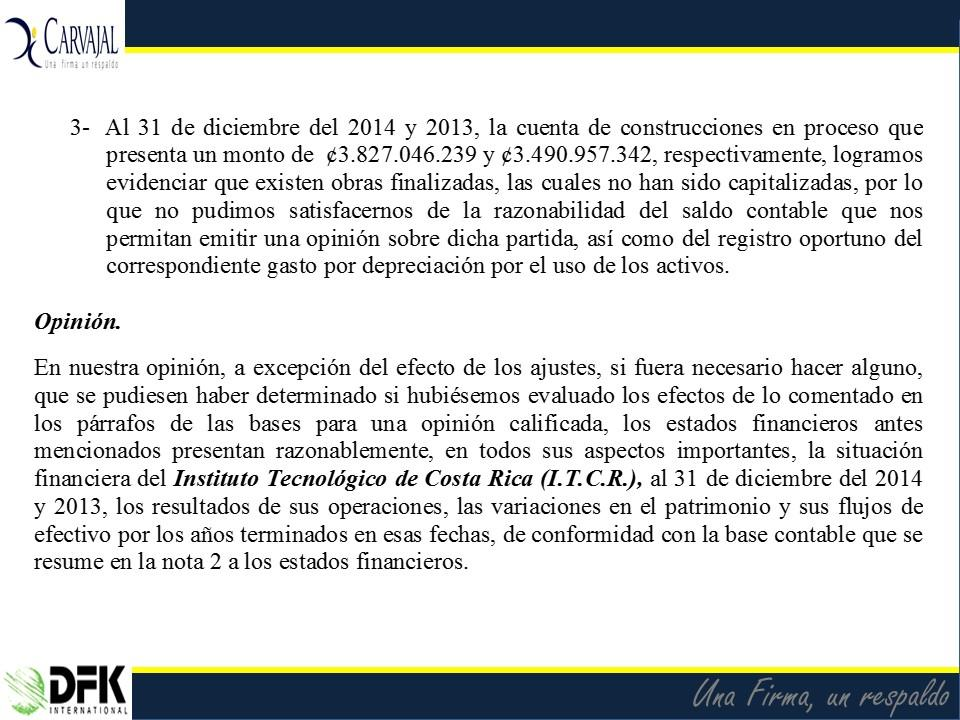 CARVAJAL
Una firma un respaldo
3- Al 31 de diciembre del 2014 y 2013, la cuenta de construcciones en proceso que
presenta un monto de ¢3.827.046.239 y ¢3.490.957.342, respectivamente, logramos
evidenciar que existen obras finalizadas, las cuales no han sido capitalizadas, por lo
que no pudimos satisfacernos de la razonabilidad del saldo contable que nos
permitan emitir una opinión sobre dicha partida, así como del registro oportuno del
correspondiente gasto por depreciación por el uso de los activos.
Opinión.
En nuestra opinión, a excepción del efecto de los ajustes, si fuera necesario hacer alguno,
que se pudiesen haber determinado si hubiésemos evaluado los efectos de lo comentado en
los párrafos de las bases para una opinión calificada, los estados financieros antes
mencionados presentan razonablemente, en todos sus aspectos importantes, la situación
financiera del Instituto Tecnológico de Costa Rica (I.T.C.R.), al 31 de diciembre del 2014
y 2013, los resultados de sus operaciones, las variaciones en el patrimonio y sus flujos de
efectivo por los años terminados en esas fechas, de conformidad con la base contable que se
resume en la nota 2 a los estados financieros.
DFK
INTERNATIONAL
Una Firma, un respaldo